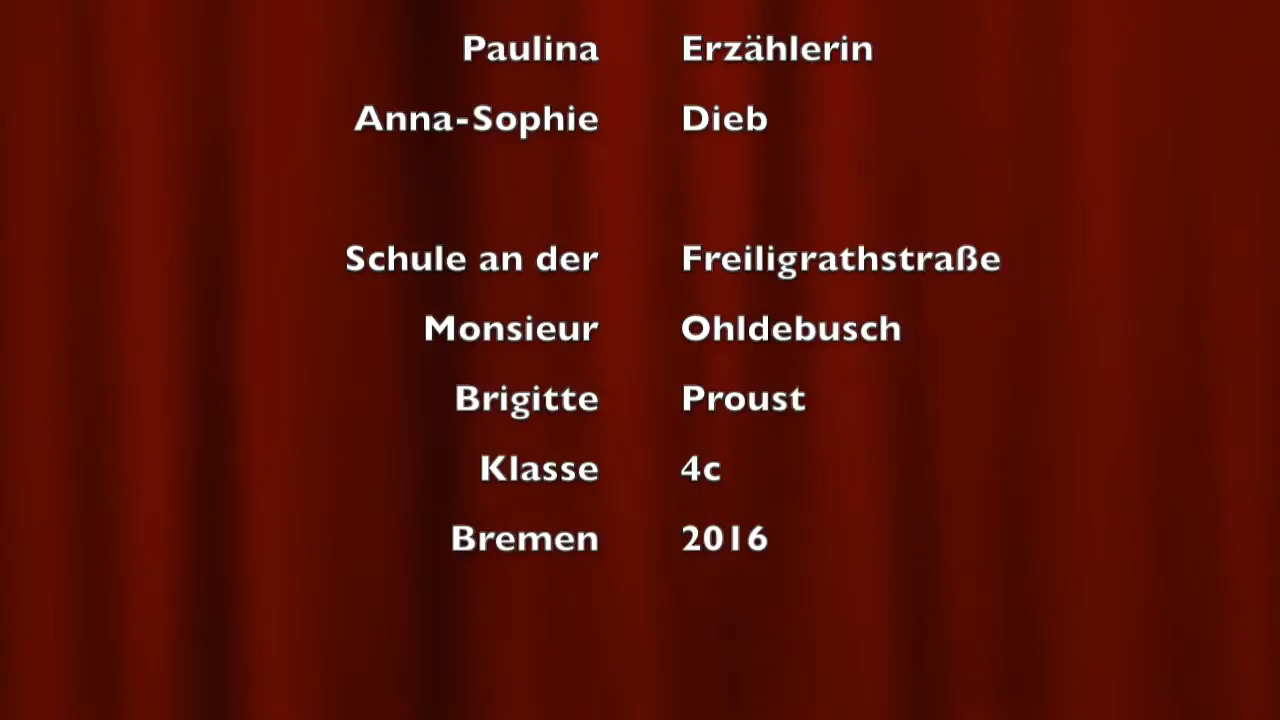 Paulina Erzählerin
Anna-Sophie Dieb
Schule an der Freiligrathstraße
Monsieur Ohldebusch
Brigitte Proust
Klasse 4c
Bremen 2016